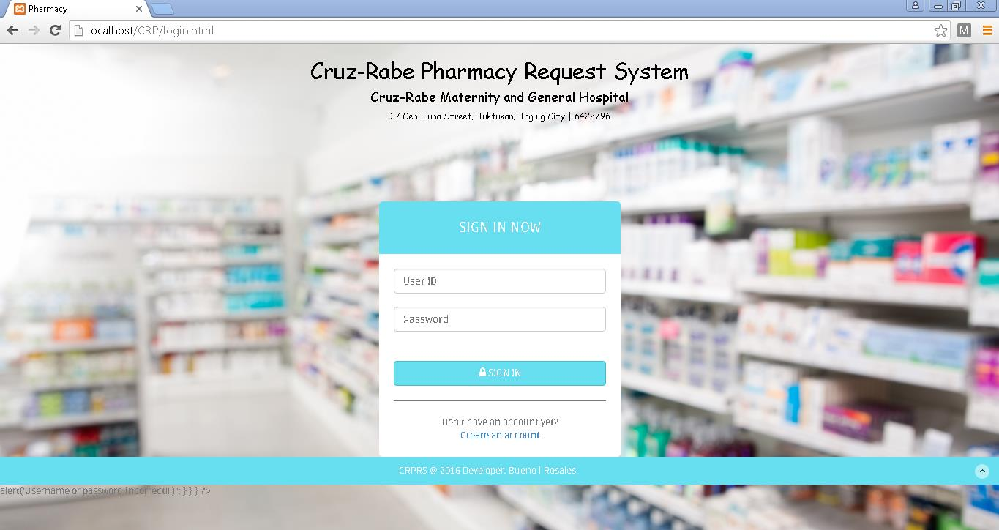 Pharmacy
localhost/CRP/login.html
M
Cruz-Rabe Pharmacy Request System
Cruz-Rabe Maternity and General Hospital
37 Gen. Luna Street, Tuktukan, Taguig City | 6422796
SIGN IN NOW
User ID
Password
SIGN IN
Don't have an account yet?
Create an account
CRPRS @ 2016 Developer: Bueno | Rosales
alert('Username or password incorrect!!')"; } } } ?>